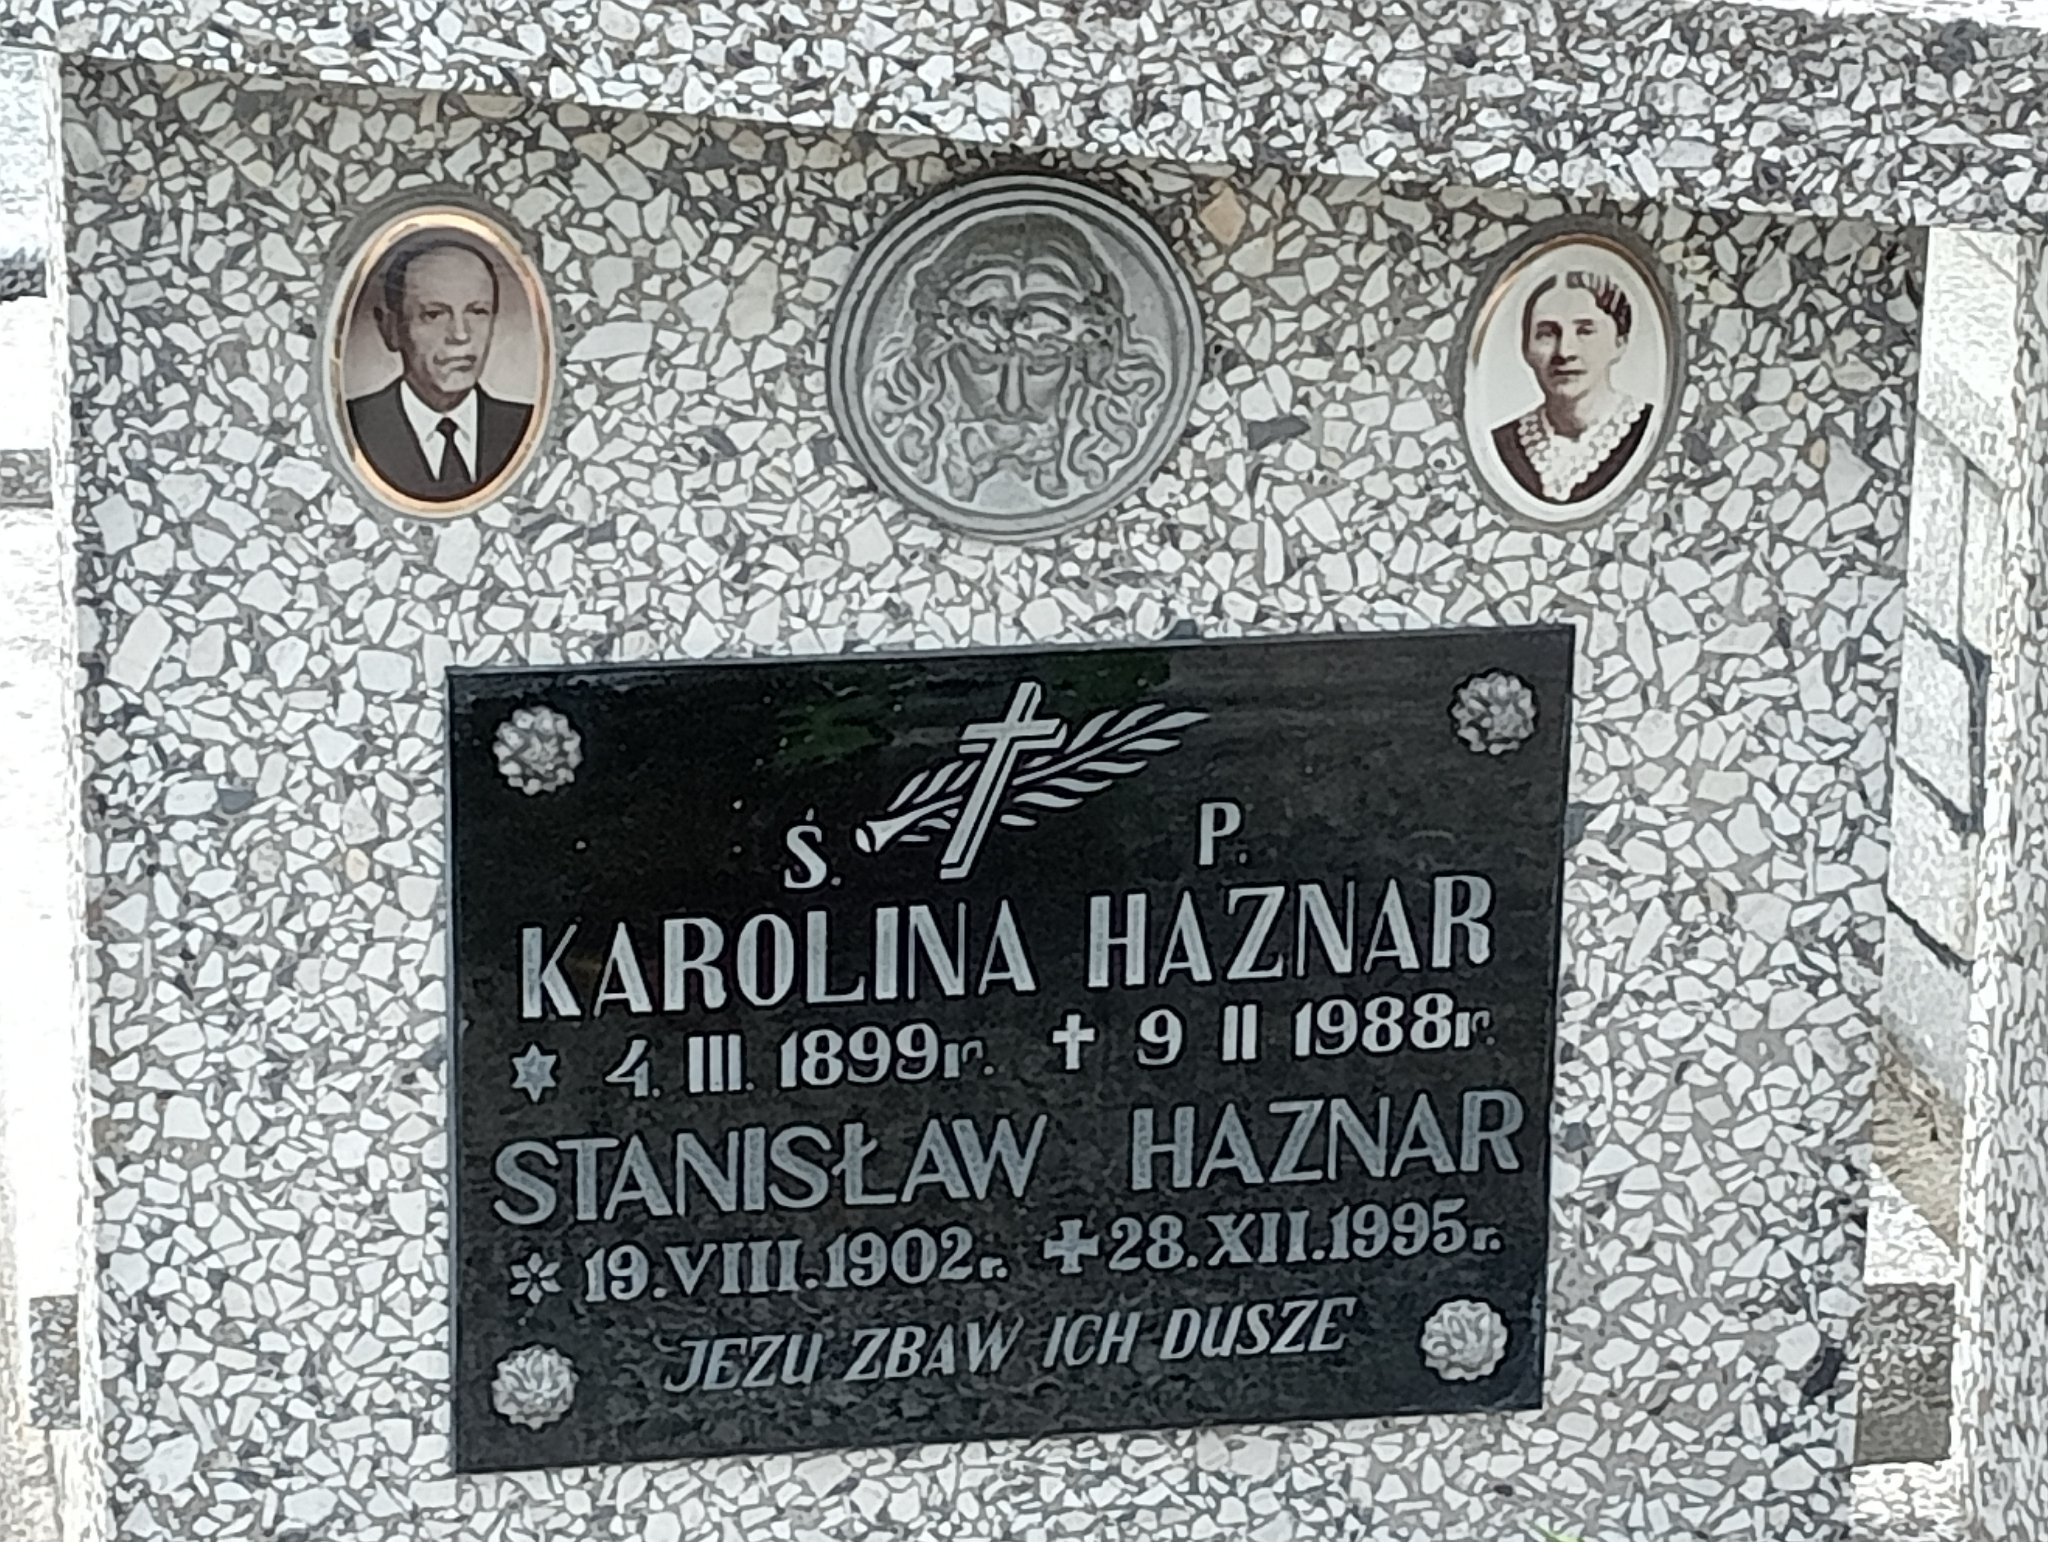 Ś. P.
KAROLINA HAZNAR
* 4. III. 1899r. ✝ 9 II 1988r.
STANISŁAW HAZNAR
* 19.VIII.1902r. ✝ 28.XII.1995r.
JEZU ZBAW ICH DUSZE